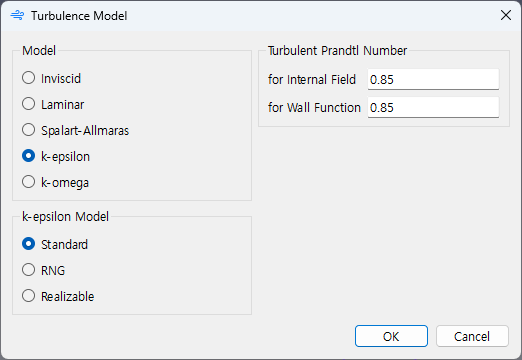 Turbulence Model
Model
Inviscid
Laminar
Spalart-Allmaras
k-epsilon
k-omega
k-epsilon Model
Standard
RNG
Realizable
Turbulent Prandtl Number
for Internal Field 0.85
for Wall Function 0.85
OK Cancel